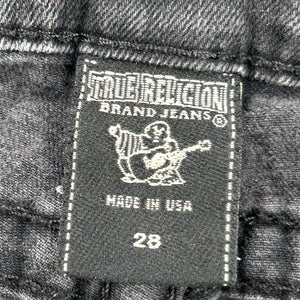 TRUE RELIGION
BRAND JEANS®
MADE IN USA
28